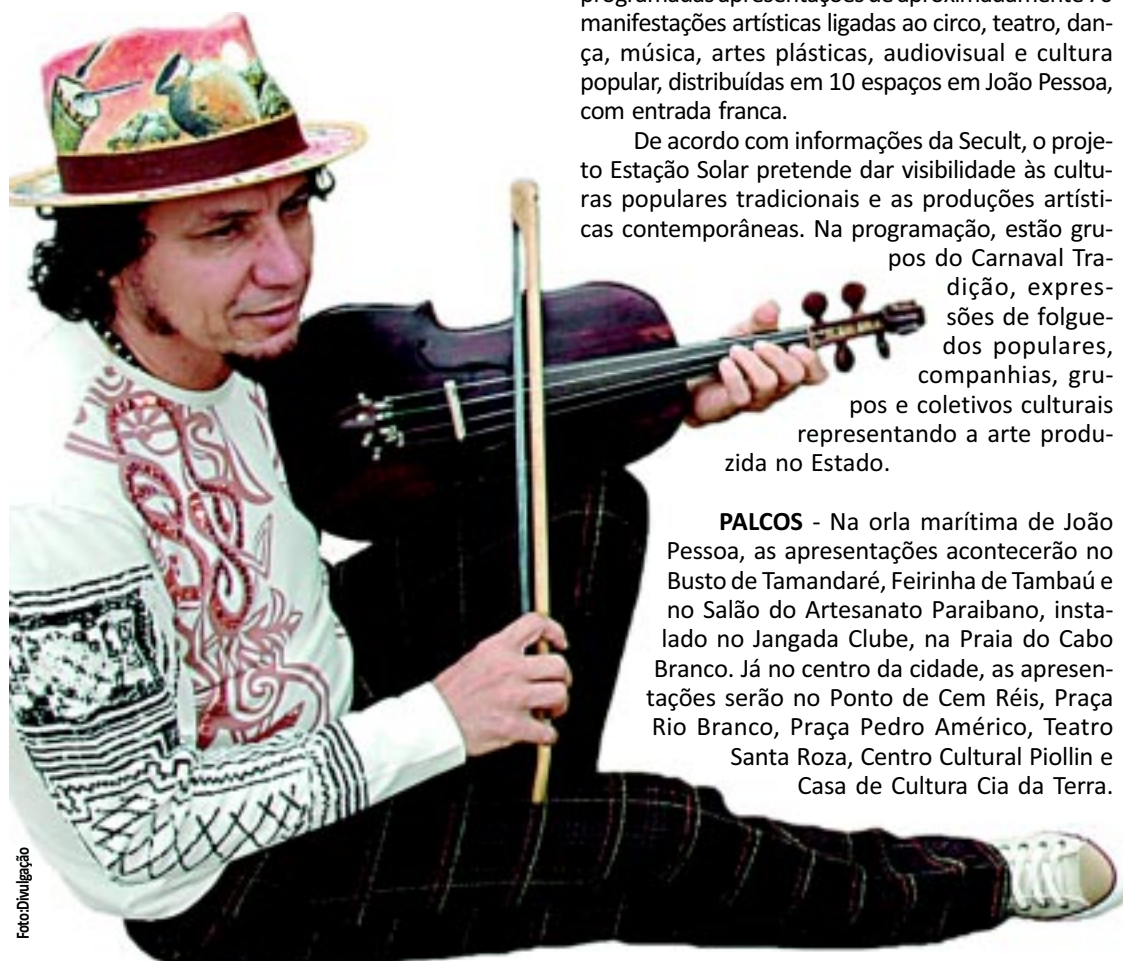 programadas apresentações de aproximadamente 70
manifestações artísticas ligadas ao circo, teatro, dan-
ça, música, artes plásticas, audiovisual e cultura
popular, distribuídas em 10 espaços em João Pessoa,
com entrada franca.
De acordo com informações da Secult, o proje-
to Estação Solar pretende dar visibilidade às cultu-
ras populares tradicionais e as produções artísti-
cas contemporâneas. Na programação, estão gru-
pos do Carnaval Tra-
dição, expres-
sões de folgue-
dos populares,
companhias, gru-
pos e coletivos culturais
representando a arte produ-
zida no Estado.
PALCOS - Na orla marítima de João
Pessoa, as apresentações acontecerão no
Busto de Tamandaré, Feirinha de Tambaú e
no Salão do Artesanato Paraibano, insta-
lado no Jangada Clube, na Praia do Cabo
Branco. Já no centro da cidade, as apresen-
tações serão no Ponto de Cem Réis, Praça
Rio Branco, Praça Pedro Américo, Teatro
Santa Roza, Centro Cultural Piollin e
Casa de Cultura Cia da Terra.
Foto:Divulgação